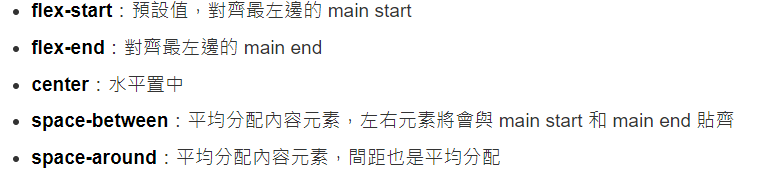 flex-start：預設值，對齊最左邊的 main start
flex-end：對齊最左邊的 main end
center：水平置中
space-between：平均分配內容元素，左右元素將會與 main start 和 main end 貼齊
space-around：平均分配內容元素，間距也是平均分配